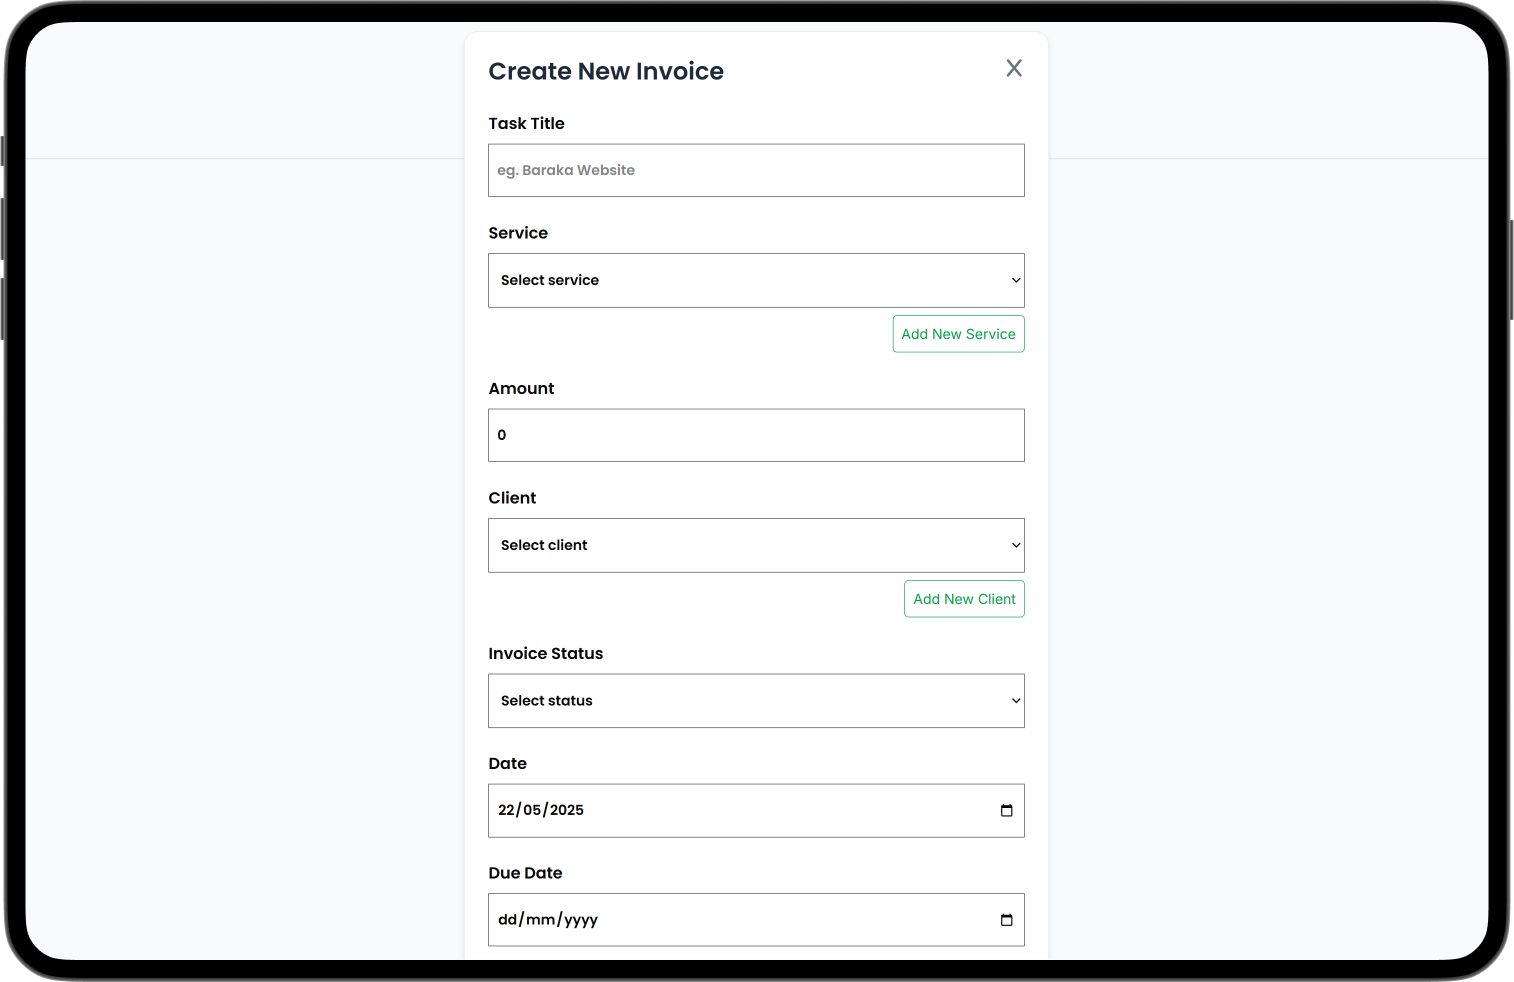 Create New Invoice
X
Task Title
eg. Baraka Website
Service
Select service
Add New Service
Amount
0
Client
Select client
Add New Client
Invoice Status
Select status
Date
22/05/2025
Due Date
dd/mm/yyyy